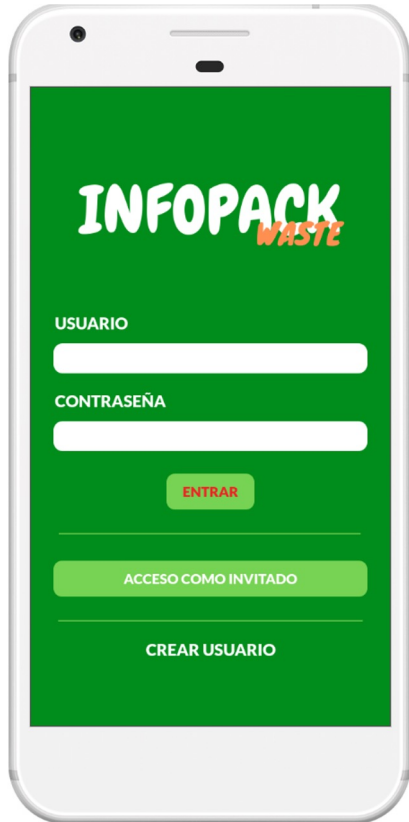 INFOPACK
WASTE
USUARIO
CONTRASEÑA
ENTRAR
ACCESO COMO INVITADO
CREAR USUARIO